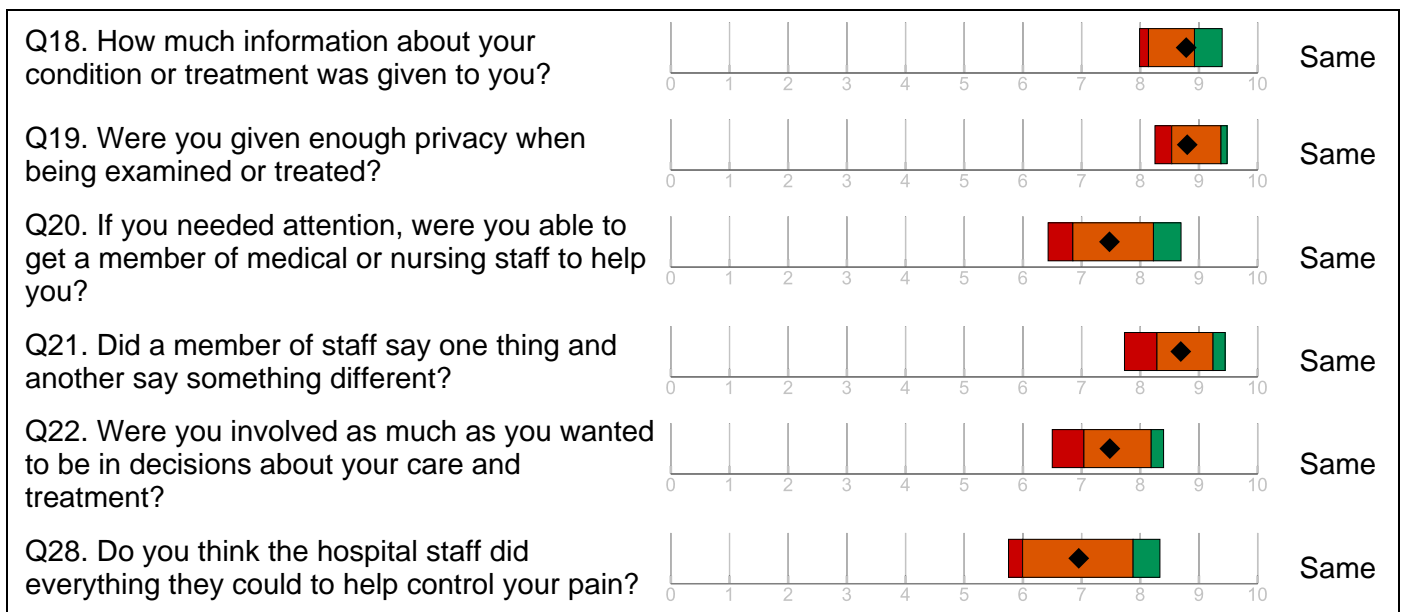 Q18. How much information about your
condition or treatment was given to you?
0 1 2 3 4 5 6 7 8 9 10
Same
Q19. Were you given enough privacy when
being examined or treated?
0 1 2 3 4 5 6 7 8 9 10
Same
Q20. If you needed attention, were you able to
get a member of medical or nursing staff to help
you?
0 1 2 3 4 5 6 7 8 9 10
Same
Q21. Did a member of staff say one thing and
another say something different?
0 1 2 3 4 5 6 7 8 9 10
Same
Q22. Were you involved as much as you wanted
to be in decisions about your care and
treatment?
0 1 2 3 4 5 6 7 8 9 10
Same
Q28. Do you think the hospital staff did
everything they could to help control your pain?
0 1 2 3 4 5 6 7 8 9 10
Same